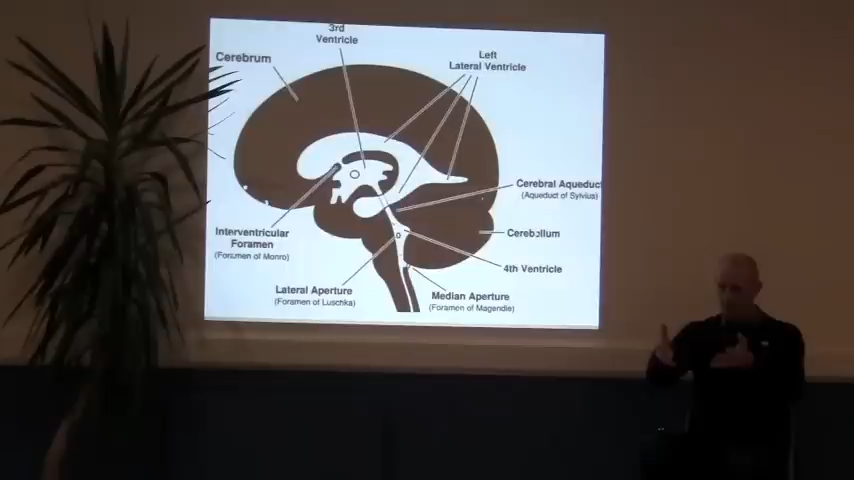 3rd
Ventricle
Cerebrum
Left
Lateral Ventricle
Cerebral Aqueduct
(Aqueduct of Sylvius)
Interventricular
Foramen
(Foramen of Monro)
Cerebellum
4th Ventricle
Lateral Aperture
(Foramen of Luschka)
Median Aperture
(Foramen of Magendie)